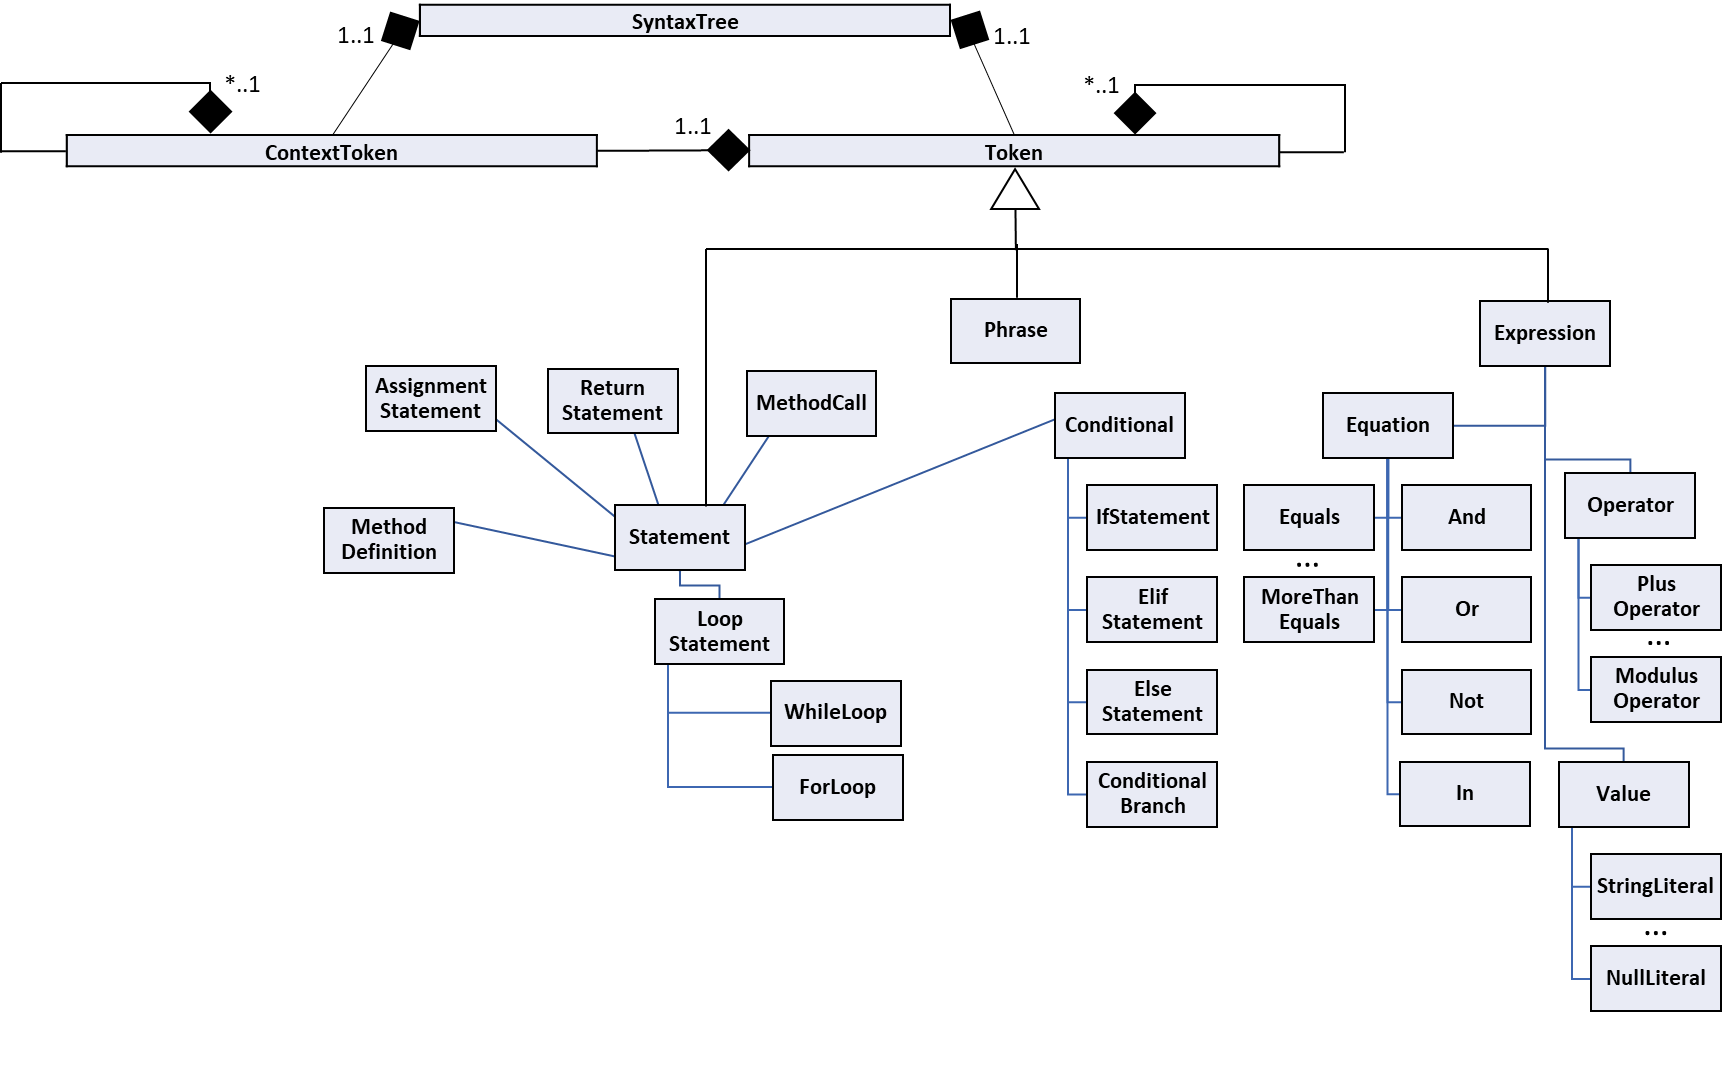 SyntaxTree
1..1
1..1
*..1
*..1
1..1
ContextToken
Token
Phrase
Expression
Assignment
Statement
Return
Statement
MethodCall
Conditional
Equation
Method
Definition
Statement
IfStatement
Equals
And
Operator
...
Elif
Statement
MoreThan
Equals
Or
Plus
Operator
...
Loop
Statement
Else
Statement
Not
Modulus
Operator
WhileLoop
ForLoop
Conditional
Branch
In
Value
StringLiteral
...
NullLiteral